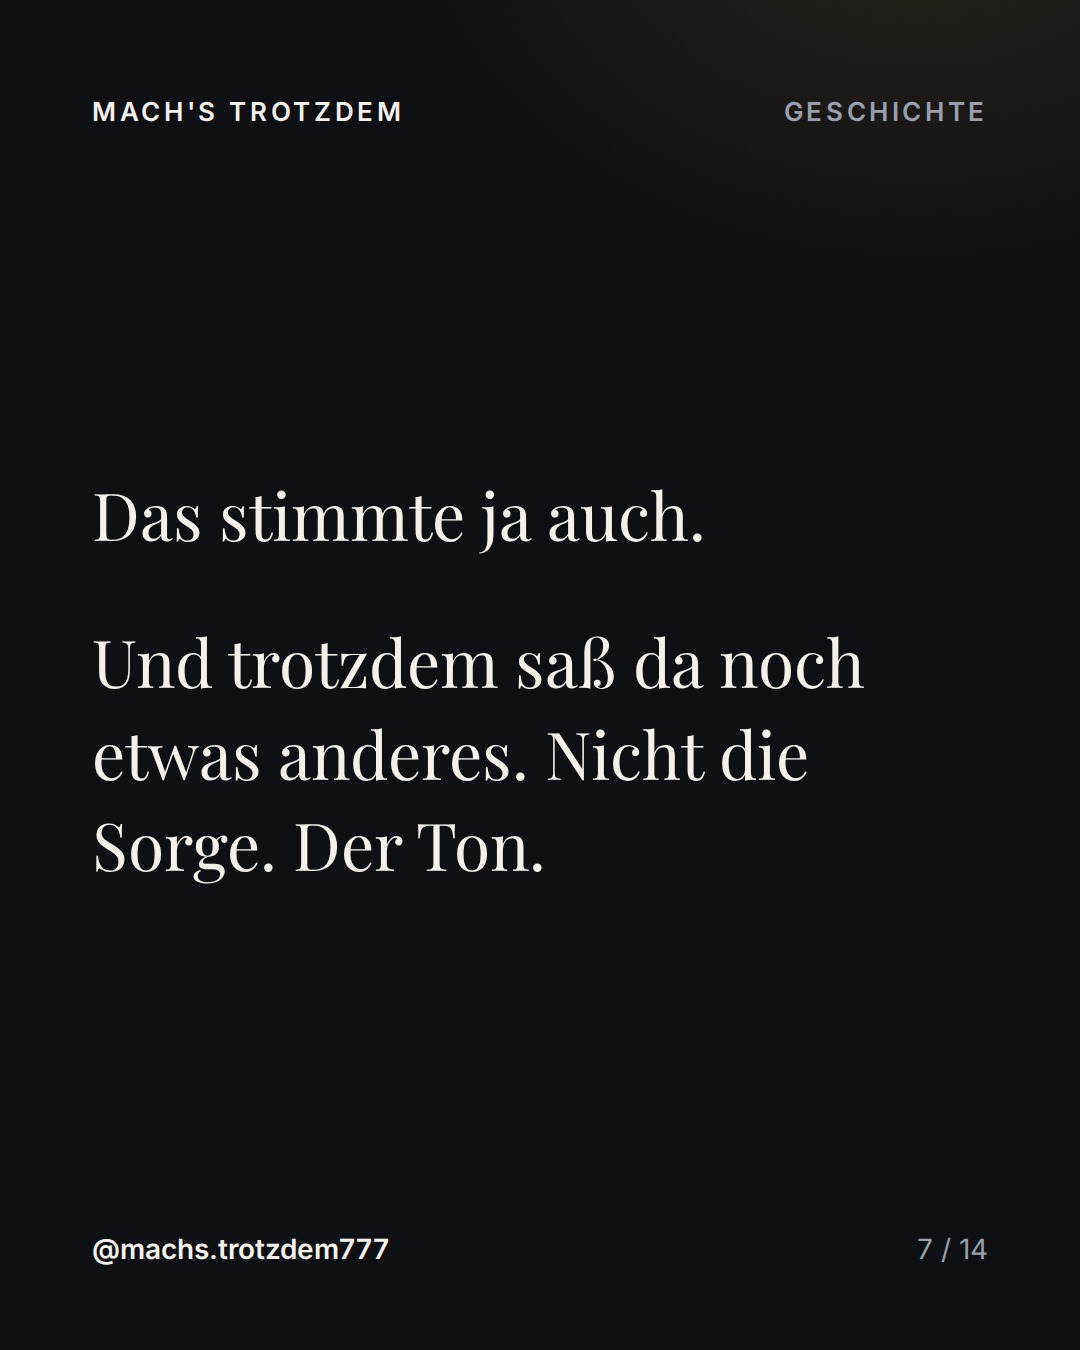 MACH'S TROTZDEM
GESCHICHTE
Das stimmte ja auch.
Und trotzdem saß da noch
etwas anderes. Nicht die
Sorge. Der Ton.
@machs.trotzdem777
7 / 14